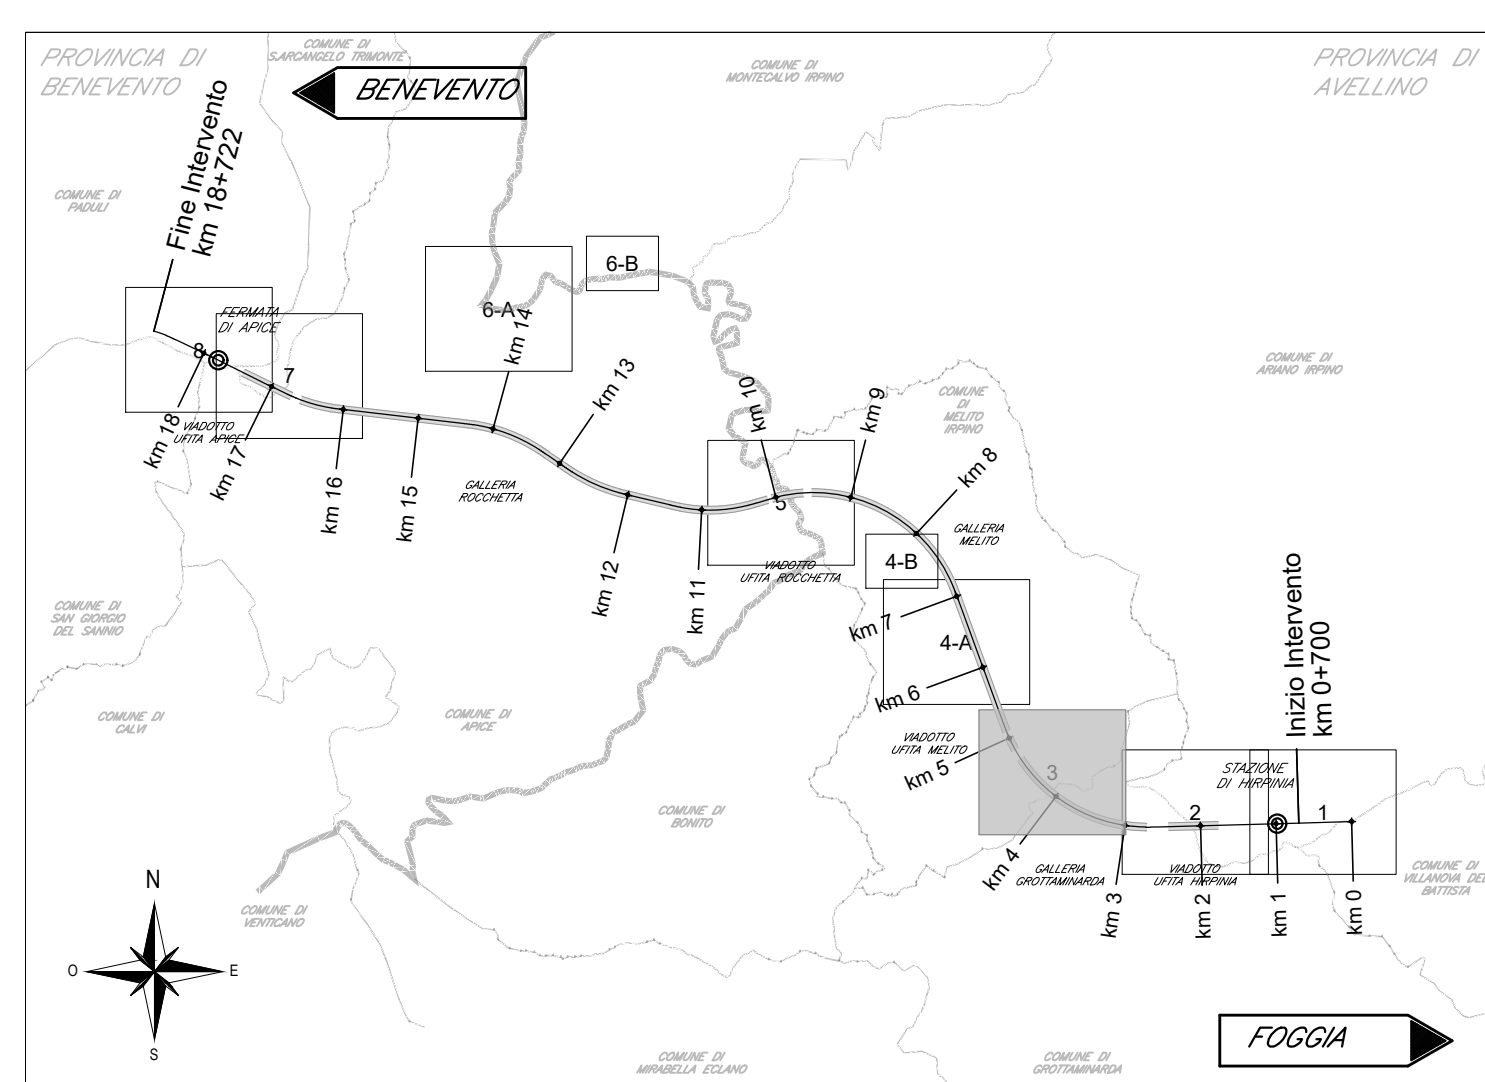 PROVINCIA DI
BENEVENTO
COMUNE DI
S.ARCANGELO TRIMONTE
BENEVENTO
COMUNE DI
MONTECALVO IRPINO
PROVINCIA DI
AVELLINO
Fine Intervento
km 18+722
COMUNE DI
PADULI
6-B
6-A
FERMATA
DI APICE
8
7
km 14
km 13
km 10
km 9
COMUNE DI
ARIANO IRPINO
COMUNE
DI
MELITO
IRPINO
VIADOTTO
UFITA APICE
km 18
km 17
km 16
km 15
GALLERIA
ROCCHETTA
km 12
km 11
5
km 8
GALLERIA
MELITO
VIADOTTO
UFITA ROCCHETTA
4-B
km 7
4-A
km 6
Inizio Intervento
km 0+700
COMUNE DI
SAN GIORGIO
DEL SANNIO
COMUNE DI
CALVI
COMUNE DI
APICE
VIADOTTO
UFITA MELITO
km 5
3
STAZIONE
DI HIRPINIA
2
1
COMUNE DI
BONITO
km 4
GALLERIA
GROTTAMINARDA
VIADOTTO
UFITA HIRPINIA
km 3
km 2
km 1
km 0
COMUNE DI
VILLANOVA DEL
BATTISTA
COMUNE DI
VENTICANO
N
O
E
S
COMUNE DI
MIRABELLA ECLANO
COMUNE DI
GROTTAMINARDA
FOGGIA